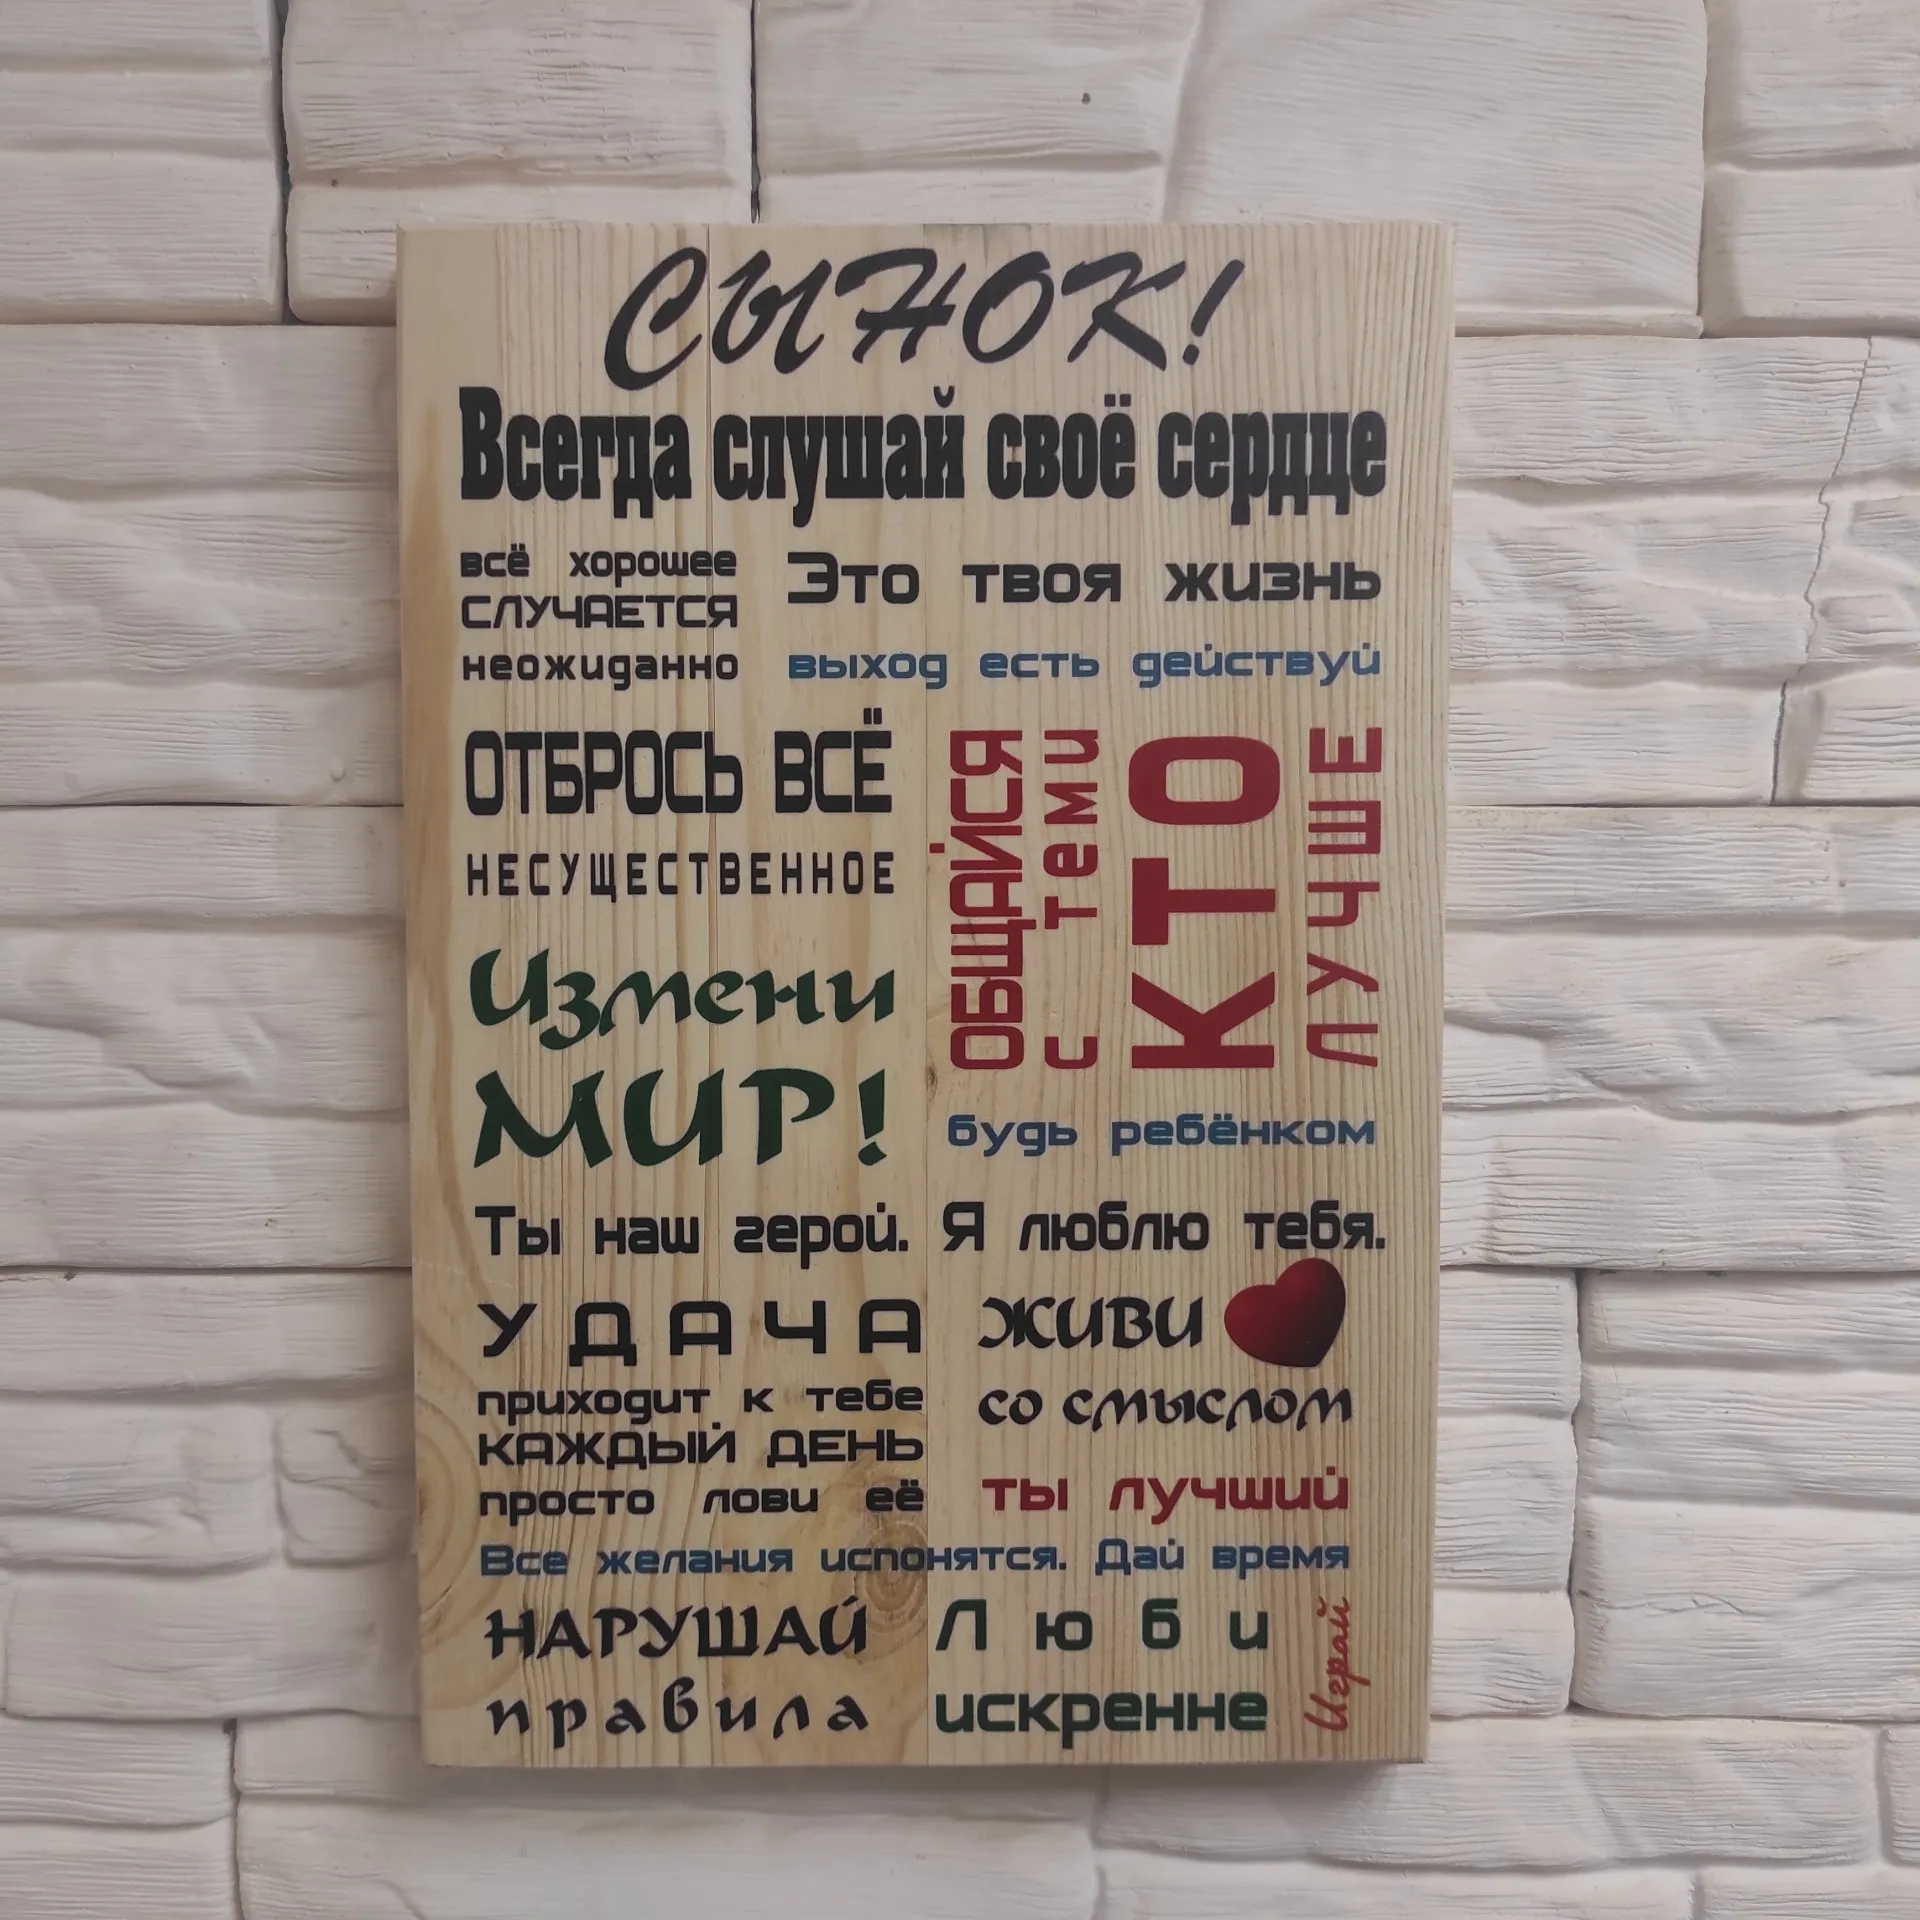 СЫНОК!
Всегда слушай своё сердце
всё хорошее
СЛУЧАЕТСЯ
неожиданно
Это твоя жизнь
выход есть действуй
ОТБРОСЬ ВСЁ
НЕСУЩЕСТВЕННОЕ
ОБЩАЙСЯ
с теми
КТО
ЛУЧШЕ
Измени
МИР!
будь ребёнком
Ты наш герой. Я люблю тебя.
УДАЧА
приходит к тебе
КАЖДЫЙ ДЕНЬ
просто лови её
живи
со смыслом
ты лучший
Все желания испонятся. Дай время
НАРУШАЙ
правила
Люби
искренне
Играй